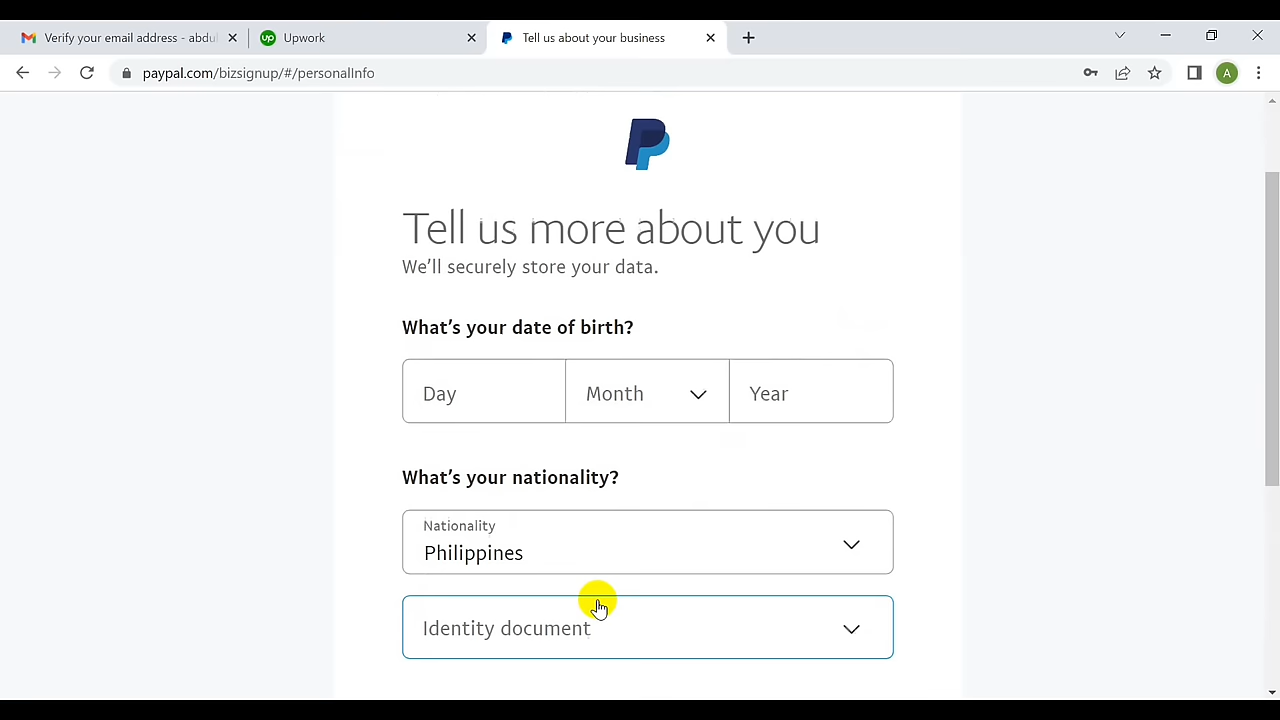 Verify your email address - abdul
Upwork
Tell us about your business
paypal.com/bizsignup/#/personalInfo
A
Tell us more about you
We'll securely store your data.
What's your date of birth?
Day
Month
Year
What's your nationality?
Nationality
Philippines
Identity document